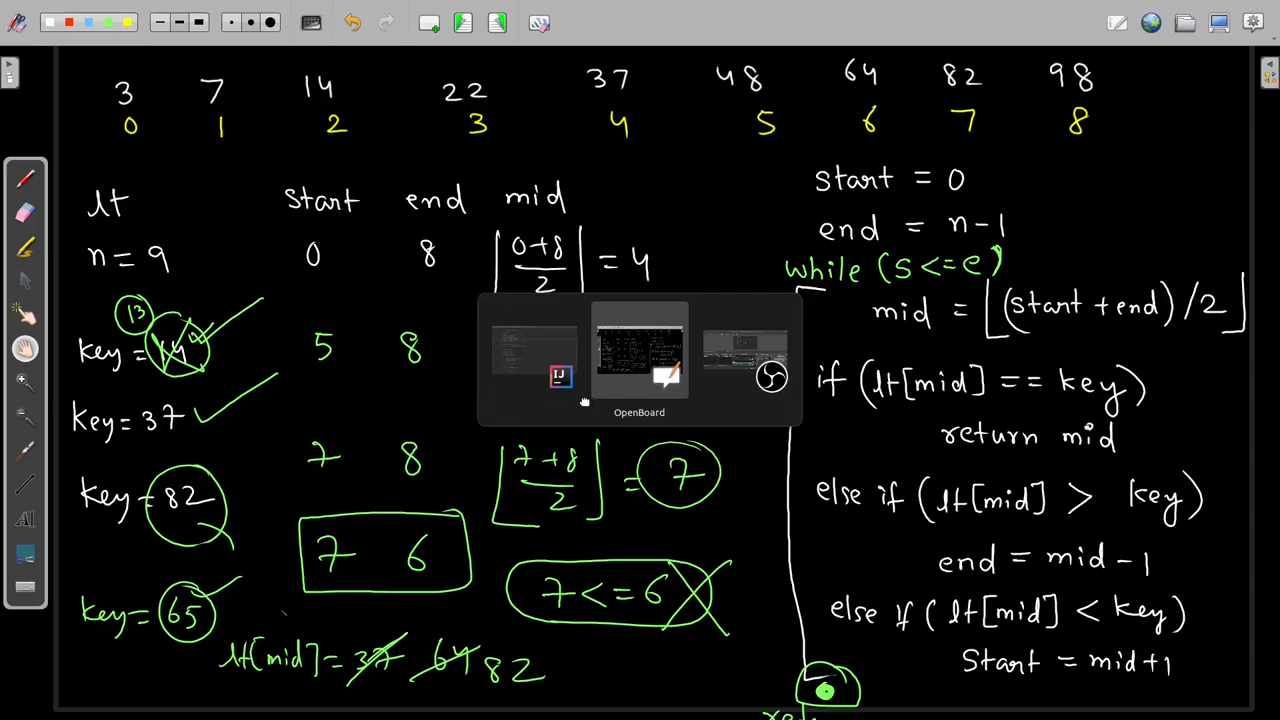 3 7 14 22 37 48 64 82 98
0 1 2 3 4 5 6 7 8
lt start end mid
n = 9 0 8 ⌊0+8/2⌋ = 4
13
key = 14 5 8
key = 37
key = 82 7 8 ⌊7+8/2⌋ = 7
7 6
7 <= 6
key = 65
lt[mid] = 37 64 82
start = 0
end = n-1
while (s <= e)
mid = ⌊(start + end) / 2⌋
if (lt[mid] == key)
return mid
else if (lt[mid] > key)
end = mid - 1
else if (lt[mid] < key)
Start = mid + 1
IJ
OpenBoard